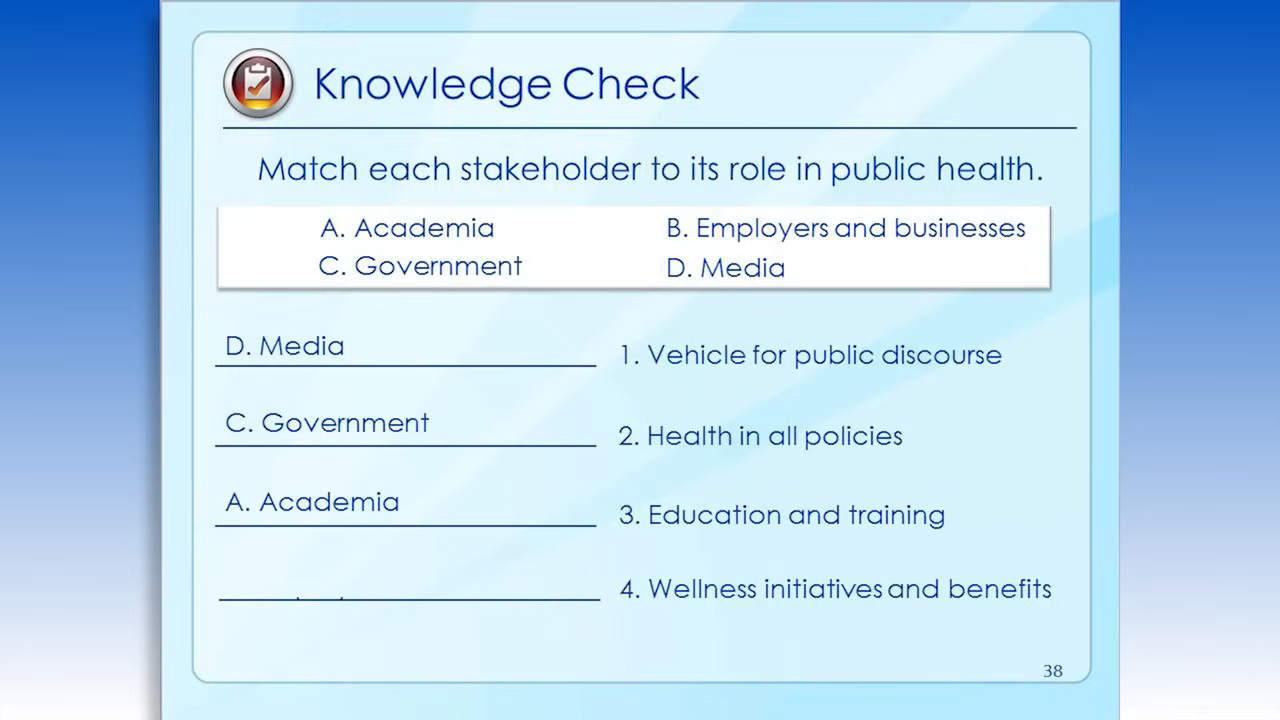 Knowledge Check
Match each stakeholder to its role in public health.
A. Academia B. Employers and businesses
C. Government D. Media
D. Media 1. Vehicle for public discourse
C. Government 2. Health in all policies
A. Academia 3. Education and training
4. Wellness initiatives and benefits
38